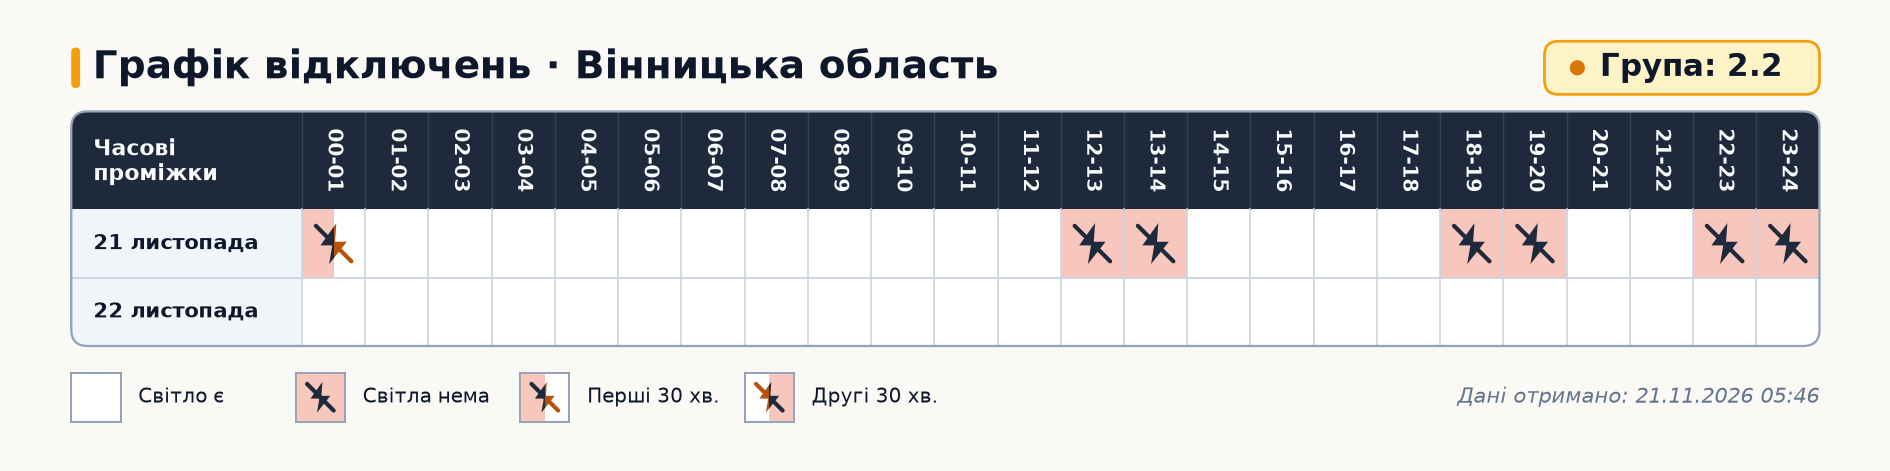 Графік відключень · Вінницька область
Група: 2.2
Часові
проміжки
00-01
01-02
02-03
03-04
04-05
05-06
06-07
07-08
08-09
09-10
10-11
11-12
12-13
13-14
14-15
15-16
16-17
17-18
18-19
19-20
20-21
21-22
22-23
23-24
21 листопада
22 листопада
Світло є
Світла нема
Перші 30 хв.
Другі 30 хв.
Дані отримано: 21.11.2026 05:46